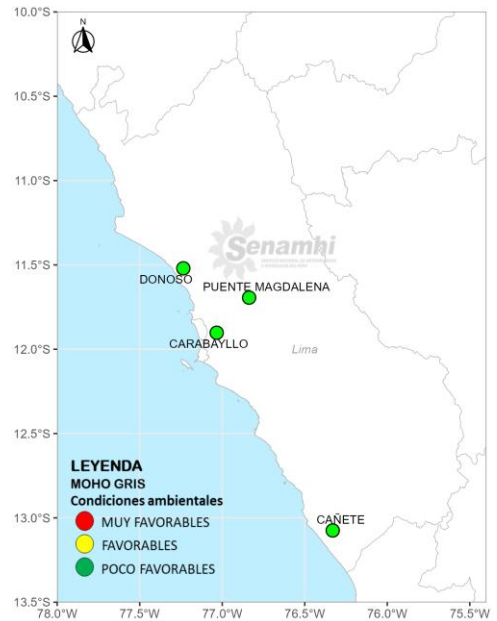 10.0°S
N
10.5°S
11.0°S
Senamhi
11.5°S
DONOSO
PUENTE MAGDALENA
CARABAYLLO
12.0°S
Lima
12.5°S
LEYENDA
MOHO GRIS
Condiciones ambientales
CAÑETE
13.0°S
MUY FAVORABLES
FAVORABLES
POCO FAVORABLES
13.5°S
78.0°W 77.5°W 77.0°W 76.5°W 76.0°W 75.5°W